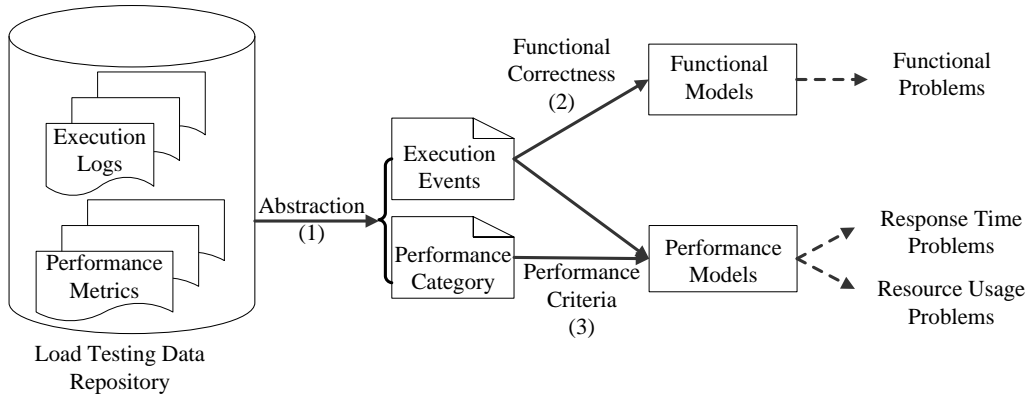 Execution
Logs
Performance
Metrics
Load Testing Data
Repository
Abstraction
(1)
Execution
Events
Performance
Category
Functional
Correctness
(2)
Performance
Criteria
(3)
Functional
Models
Performance
Models
Functional
Problems
Response Time
Problems
Resource Usage
Problems